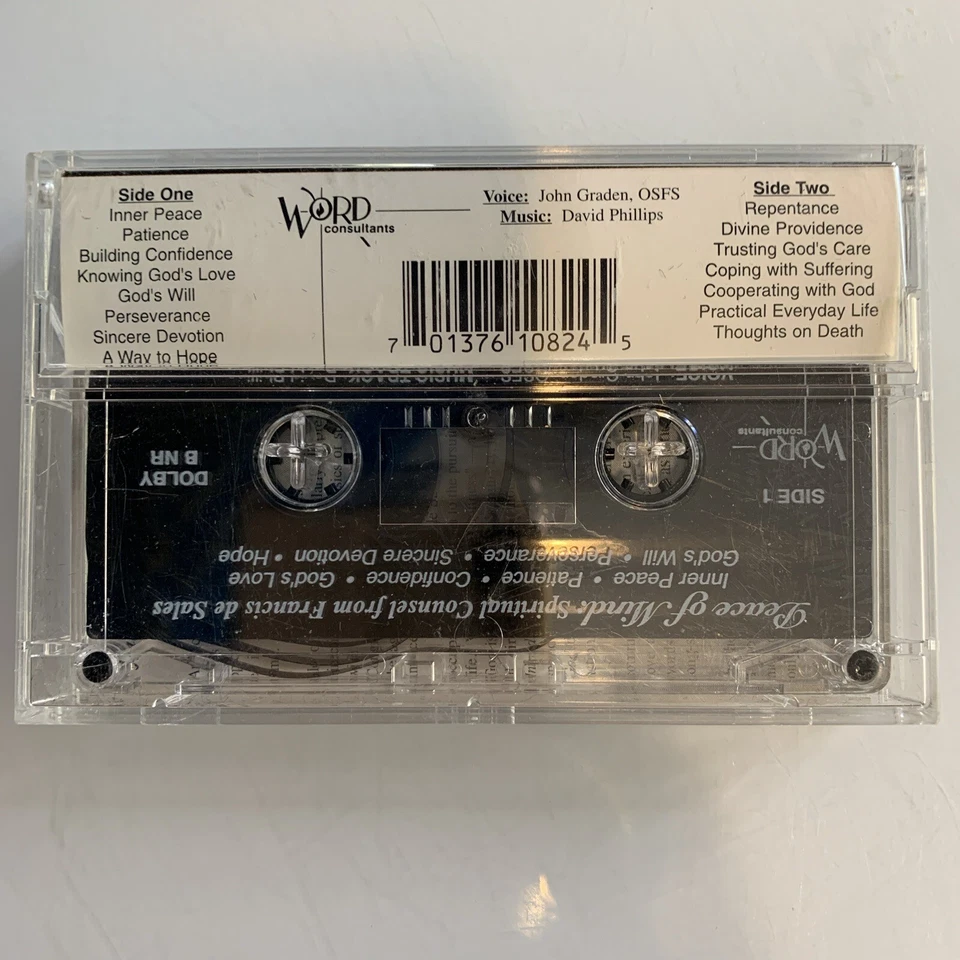 Side One
Inner Peace
Patience
Building Confidence
Knowing God's Love
God's Will
Perseverance
Sincere Devotion
A Way to Hope
WORD
consultants
Voice: John Graden, OSFS
Music: David Phillips
7 01376 10824 5
Side Two
Repentance
Divine Providence
Trusting God's Care
Coping with Suffering
Cooperating with God
Practical Everyday Life
Thoughts on Death
Peace of Mind: Spiritual Counsel from Francis de Sales
Inner Peace • Patience • Confidence • God's Love
God's Will • Perseverance • Sincere Devotion • Hope
SIDE 1
DOLBY
B NR
WORD
consultants